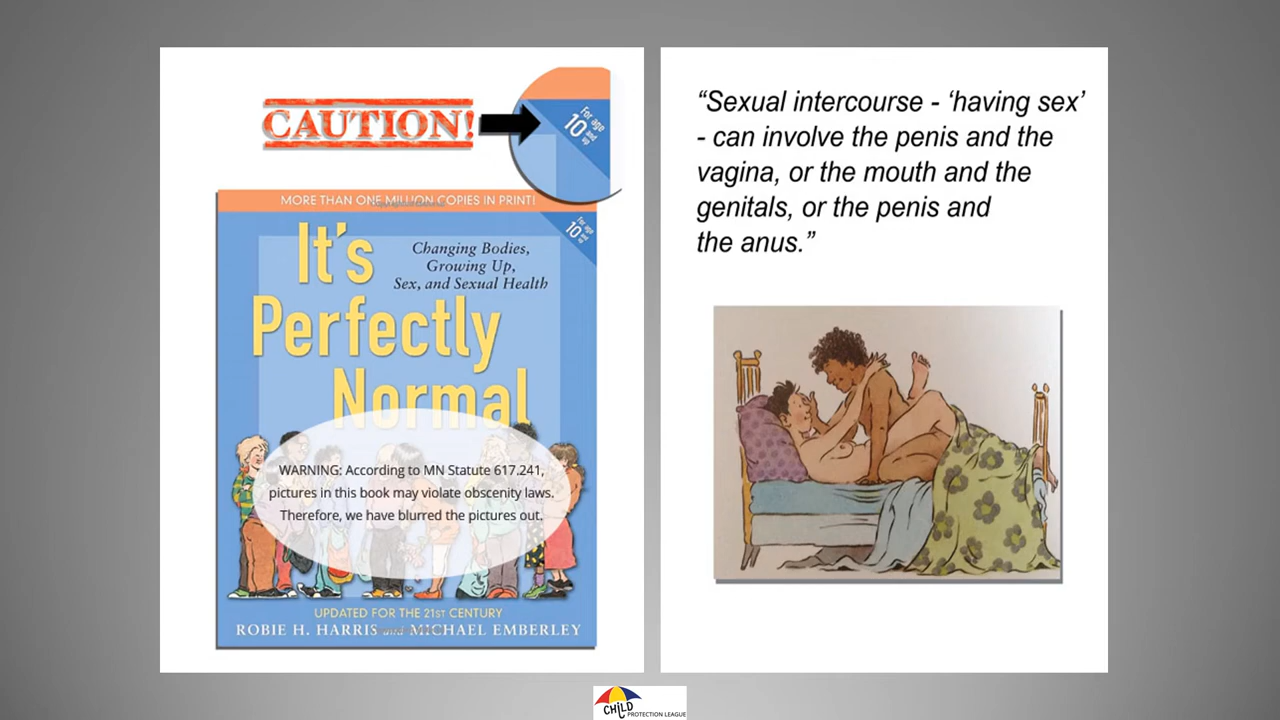 CAUTION!
For age
10
and
up
MORE THAN ONE MILLION COPIES IN PRINT!
For age
10
and
up
It's
Changing Bodies,
Growing Up,
Sex, and Sexual Health
Perfectly
Normal
WARNING: According to MN Statute 617.241,
pictures in this book may violate obscenity laws.
Therefore, we have blurred the pictures out.
UPDATED FOR THE 21ST CENTURY
ROBIE H. HARRIS MICHAEL EMBERLEY
“Sexual intercourse - ‘having sex’
- can involve the penis and the
vagina, or the mouth and the
genitals, or the penis and
the anus.”
CHILD
PROTECTION LEAGUE